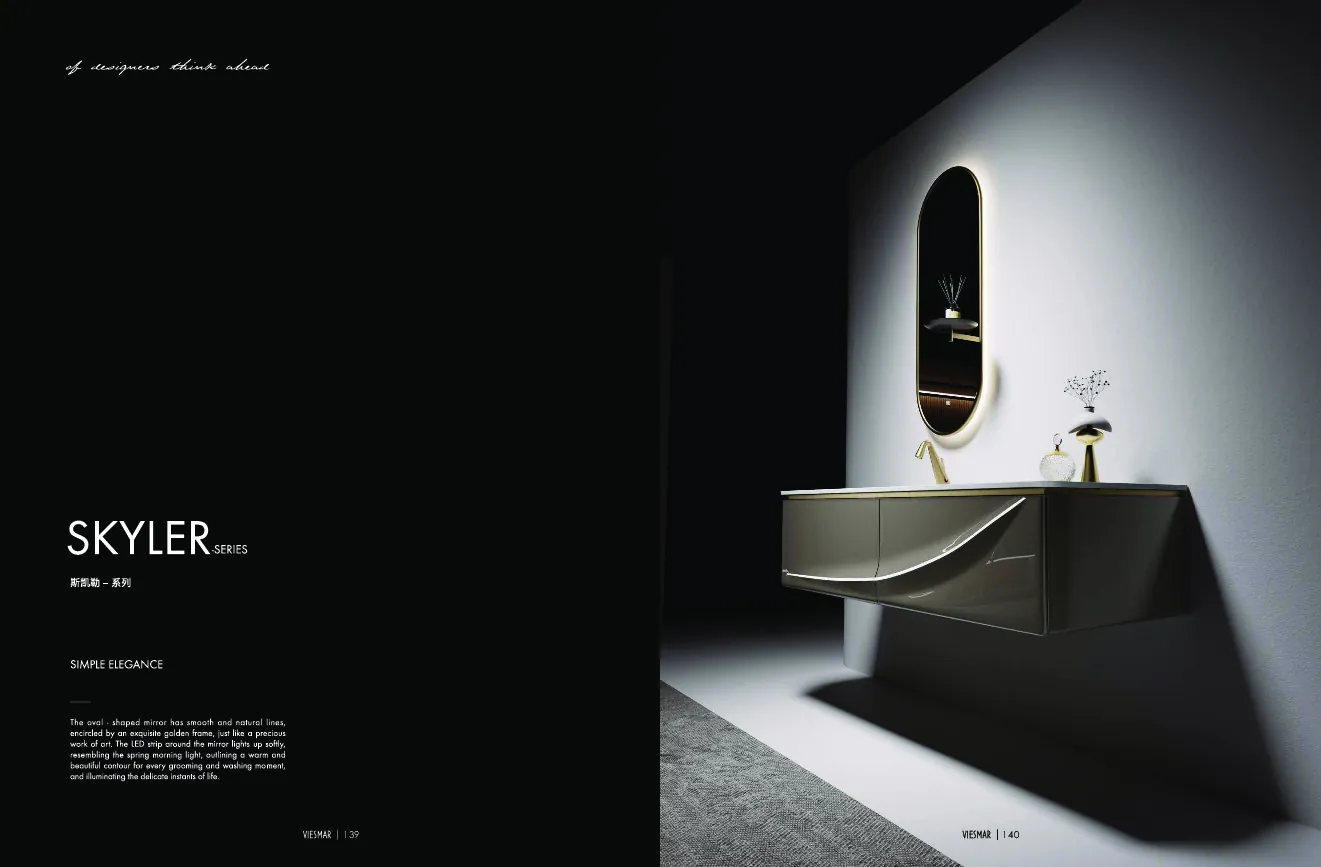 of designers think ahead
SKYLER-SERIES
斯凯勒 – 系列
SIMPLE ELEGANCE
The oval - shaped mirror has smooth and natural lines,
encircled by an exquisite golden frame, just like a precious
work of art. The LED strip around the mirror lights up softly,
resembling the spring morning light, outlining a warm and
beautiful contour for every grooming and washing moment,
and illuminating the delicate instants of life.
VIESMAR | 139
VIESMAR | 140